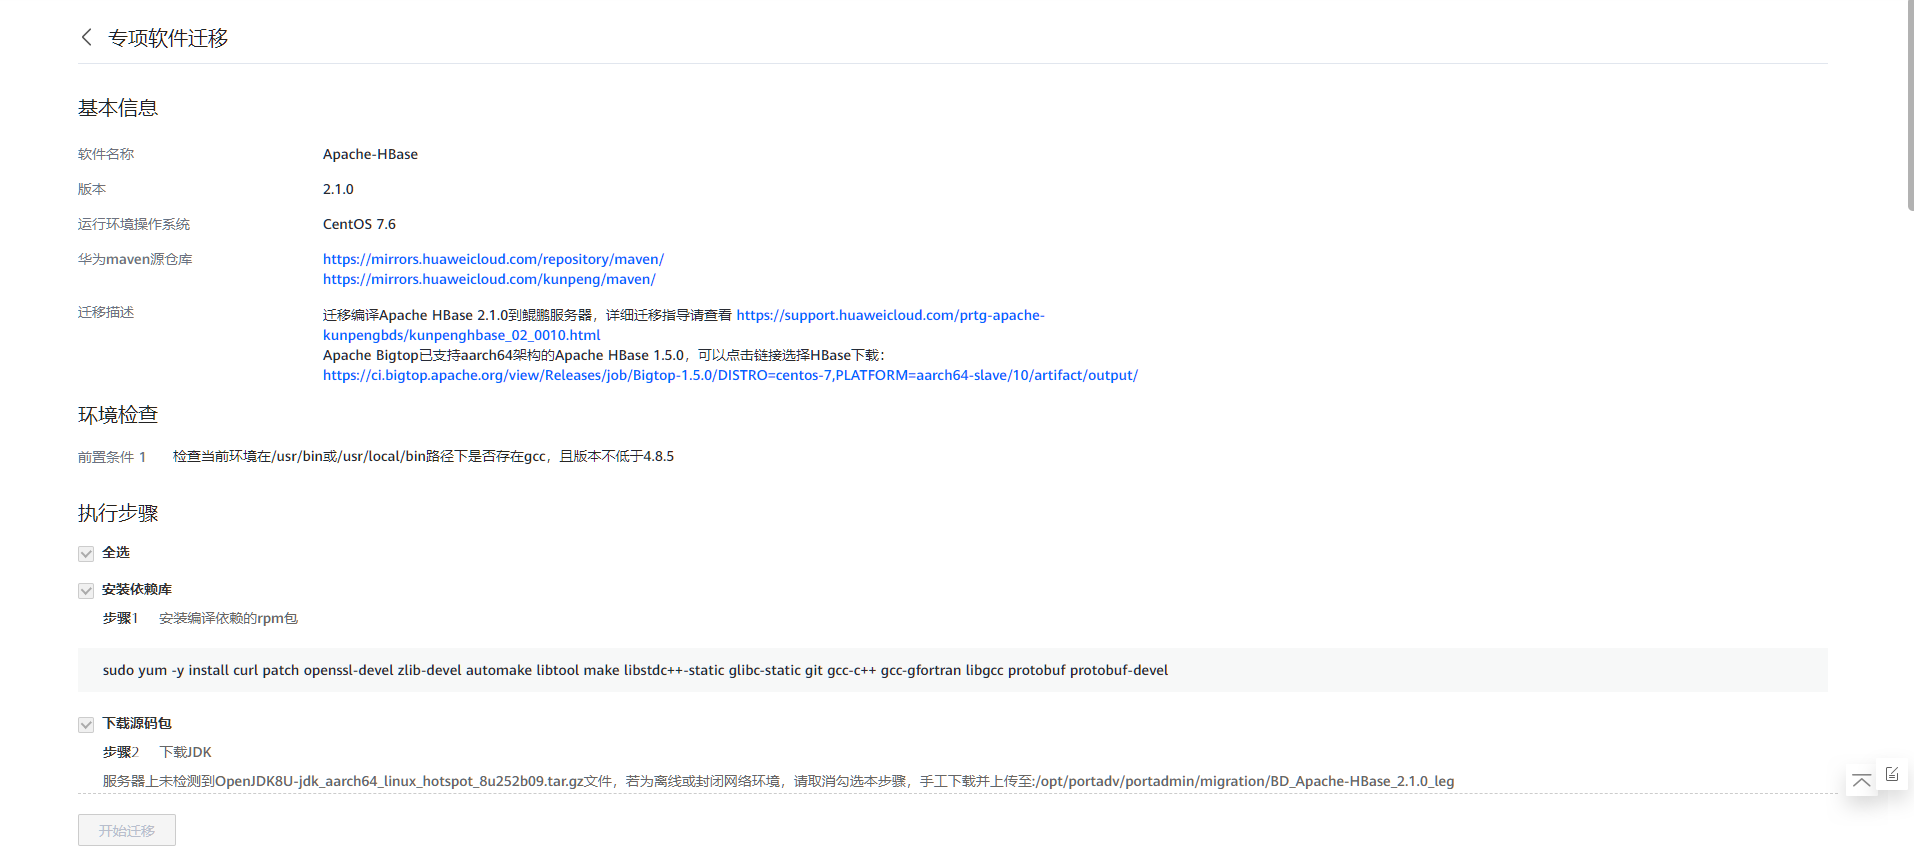 专项软件迁移
基本信息
软件名称 Apache-HBase
版本 2.1.0
运行环境操作系统 CentOS 7.6
华为maven源仓库 https://mirrors.huaweicloud.com/repository/maven/
https://mirrors.huaweicloud.com/kunpeng/maven/
迁移描述 迁移编译Apache HBase 2.1.0到鲲鹏服务器，详细迁移指导请查看 https://support.huaweicloud.com/prtg-apache-
kunpengbds/kunpenghbase_02_0010.html
Apache Bigtop已支持aarch64架构的Apache HBase 1.5.0，可以点击链接选择HBase下载：
https://ci.bigtop.apache.org/view/Releases/job/Bigtop-1.5.0/DISTRO=centos-7,PLATFORM=aarch64-slave/10/artifact/output/
环境检查
前置条件 1 检查当前环境在/usr/bin或/usr/local/bin路径下是否存在gcc，且版本不低于4.8.5
执行步骤
全选
安装依赖库
步骤1 安装编译依赖的rpm包
sudo yum -y install curl patch openssl-devel zlib-devel automake libtool make libstdc++-static glibc-static git gcc-c++ gcc-gfortran libgcc protobuf protobuf-devel
下载源码包
步骤2 下载JDK
服务器上未检测到OpenJDK8U-jdk_aarch64_linux_hotspot_8u252b09.tar.gz文件，若为离线或封闭网络环境，请取消勾选本步骤，手工下载并上传至:/opt/portadv/portadmin/migration/BD_Apache-HBase_2.1.0_leg
开始迁移